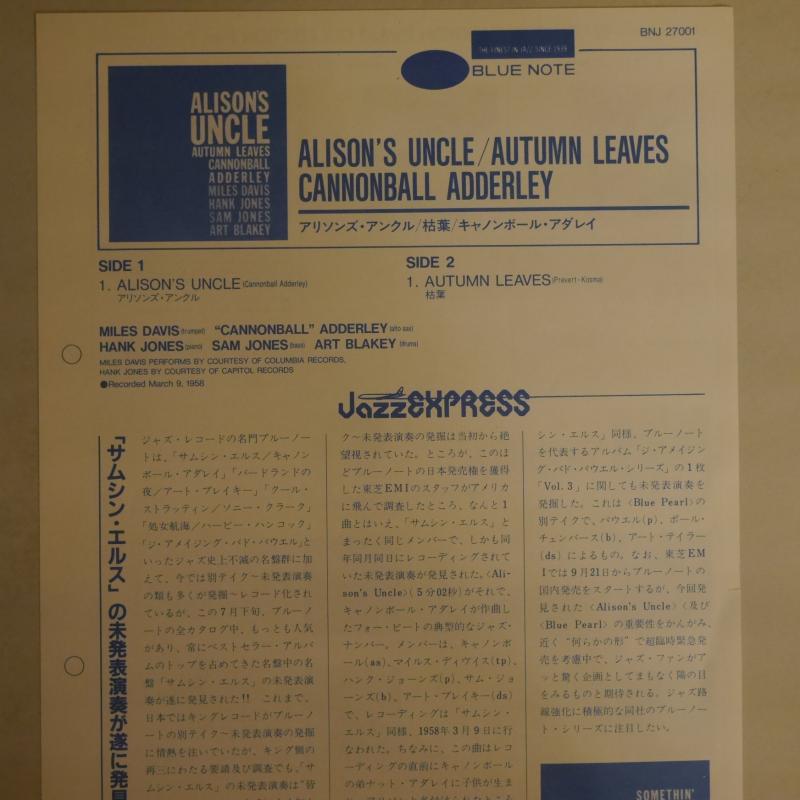 BNJ 27001
THE FINEST IN JAZZ SINCE 1939
BLUE NOTE
ALISON'S
UNCLE
AUTUMN LEAVES
CANNONBALL
ADDERLEY
MILES DAVIS
HANK JONES
SAM JONES
ART BLAKEY
ALISON'S UNCLE/AUTUMN LEAVES
CANNONBALL ADDERLEY
アリソンズ・アンクル/枯葉/キャノンボール・アダレイ
SIDE 1
1. ALISON'S UNCLE (Cannonball Adderley)
アリソンズ・アンクル
SIDE 2
1. AUTUMN LEAVES (Prévert-Kosma)
枯葉
MILES DAVIS (trumpet) "CANNONBALL" ADDERLEY (alto sax)
HANK JONES (piano) SAM JONES (bass) ART BLAKEY (drums)
MILES DAVIS PERFORMS BY COURTESY OF COLUMBIA RECORDS,
HANK JONES BY COURTESY OF CAPITOL RECORDS
●Recorded March 9, 1958
Jazz EXPRESS
「サムシン・エルス」の未発表演奏が遂に発見
ジャズ・レコードの名門ブルーノー
トは、「サムシン・エルス/キャノン
ボール・アダレイ」「バードランドの
夜/アート・ブレイキー」「クール・
ストラッティン/ソニー・クラーク」
「処女航海/ハービー・ハンコック」
「ジ・アメイジング・バド・パウエル」と
いったジャズ史上不滅の名盤群に加
えて、今では別テイク〜未発表演奏
の類も多くが発掘〜レコード化され
ているが、この7月下旬、ブルーノ
ートの全カタログ中、もっとも人気
があり、常にベストセラー・アルバ
ムのトップを占めてきた名盤中の名
盤「サムシン・エルス」の未発表演
奏が遂に発見された!! これまで、
日本ではキングレコードがブルーノ
ートの別テイク〜未発表演奏の発掘
に情熱を注いでいたが、キング側の
再三にわたる要請及び調査でも、「サ
ムシン・エルス」の未発表演奏は"皆
ク〜未発表演奏の発掘は当初から絶
望視されていた。ところが、このほ
どブルーノートの日本発売権を獲得
した東芝EMIのスタッフがアメリカ
に飛んで調査したところ、なんと1
曲とはいえ、「サムシン・エルス」と
まったく同じメンバーで、しかも同
年同月同日にレコーディングされて
いた未発表演奏が発見された。〈Ali-
son's Uncle〉(5分02秒)がそれで、
キャノンボール・アダレイが作曲し
たフォー・ビートの典型的なジャズ・
ナンバー。メンバーは、キャノンボ
ール(as)、マイルス・デイヴィス(tp)、
ハンク・ジョーンズ(p)、サム・ジョ
ーンズ(b)、アート・ブレイキー(ds)
で、レコーディングは「サムシン・
エルス」同様、1958年3月9日に行
なわれた。ちなみに、この曲はレコ
ーディングの直前にキャノンボール
の弟ナット・アダレイに子供が生ま
シン・エルス」同様、ブルーノート
を代表するアルバム「ジ・アメイジン
グ・バド・パウエル・シリーズ」の1枚
「Vol. 3」に関しても未発表演奏を
発掘した。これは〈Blue Pearl〉の
別テイクで、パウエル(p)、ポール・
チェンバース(b)、アート・テイラー
(ds)によるもの。なお、東芝EM
Iでは9月21日からブルーノートの
国内発売をスタートするが、今回発
見された〈Alison's Uncle〉〈及び
〈Blue Pearl〉の重要性をかんがみ、
近く"何らかの形"で超臨時緊急発
売を考慮中で、ジャズ・ファンがア
ッと驚く企画としてまもなく陽の目
をみるものと期待される。ジャズ路
線強化に積極的な同社のブルーノー
ト・シリーズに注目したい。
SOMETHIN'